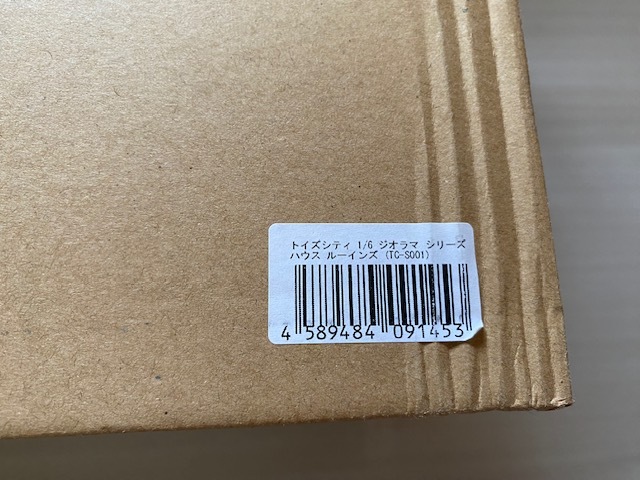 トイズシティ 1/6 ジオラマ シリーズ
ハウス ルーインズ (TC-S001)
4 589484 091453